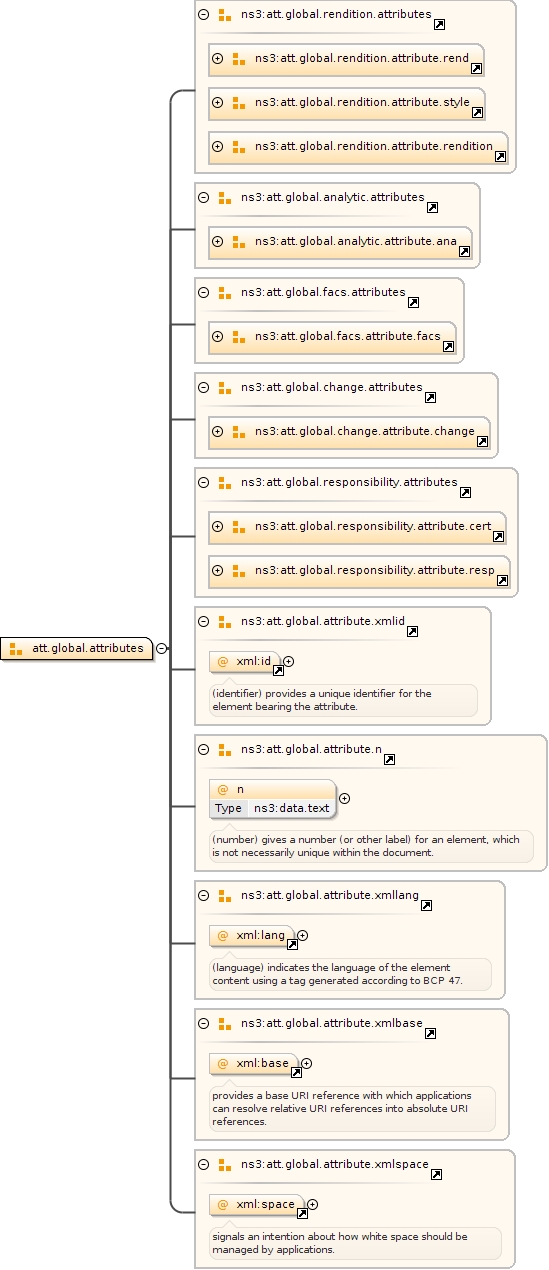 ns3:att.global.rendition.attributes
ns3:att.global.rendition.attribute.rend
ns3:att.global.rendition.attribute.style
ns3:att.global.rendition.attribute.rendition
ns3:att.global.analytic.attributes
ns3:att.global.analytic.attribute.ana
ns3:att.global.facs.attributes
ns3:att.global.facs.attribute.facs
ns3:att.global.change.attributes
ns3:att.global.change.attribute.change
ns3:att.global.responsibility.attributes
ns3:att.global.responsibility.attribute.cert
ns3:att.global.responsibility.attribute.resp
ns3:att.global.attribute.xmlid
att.global.attributes
@ xml:id
(identifier) provides a unique identifier for the
element bearing the attribute.
ns3:att.global.attribute.n
@ n
Type ns3:data.text
(number) gives a number (or other label) for an element, which
is not necessarily unique within the document.
ns3:att.global.attribute.xmllang
@ xml:lang
(language) indicates the language of the element
content using a tag generated according to BCP 47.
ns3:att.global.attribute.xmlbase
@ xml:base
provides a base URI reference with which applications
can resolve relative URI references into absolute URI
references.
ns3:att.global.attribute.xmlspace
@ xml:space
signals an intention about how white space should be
managed by applications.